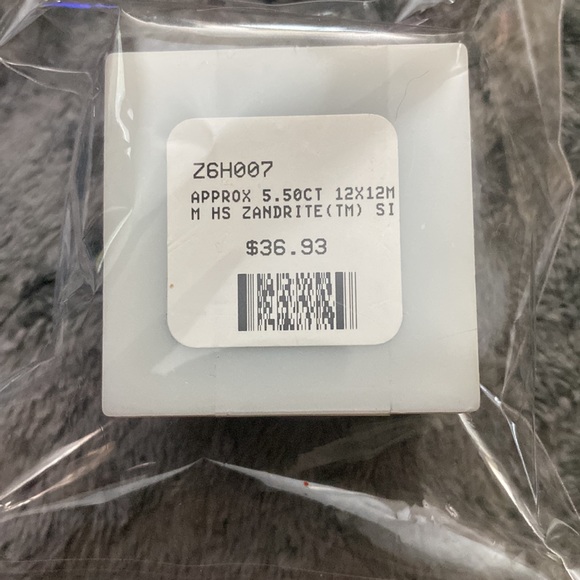 Z6H007
APPROX 5.50CT 12X12M
M HS ZANDRITE(TM) SI
$36.93